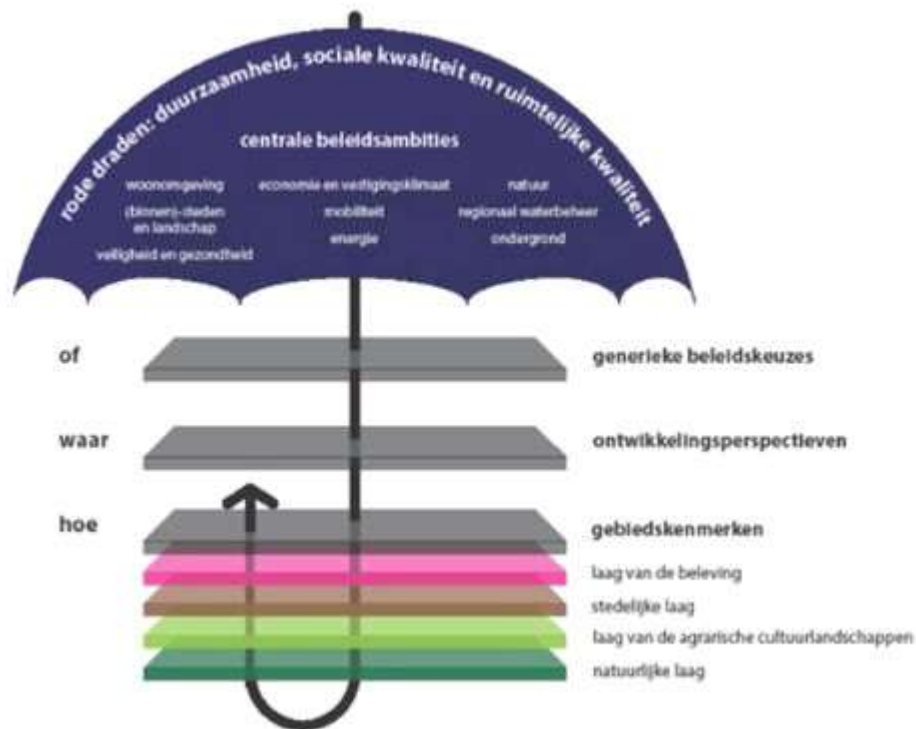 rode draden: duurzaamheid, sociale kwaliteit en ruimtelijke kwaliteit
centrale beleidsambities
woonomgeving
(binnen)-steden
en landschap
veiligheid en gezondheid
economie en vestigingsklimaat
mobiliteit
energie
natuur
regionaal waterbeheer
ondergrond
of
generieke beleidskeuzes
waar
ontwikkelingsperspectieven
hoe
gebiedskenmerken
laag van de beleving
stedelijke laag
laag van de agrarische cultuurlandschappen
natuurlijke laag